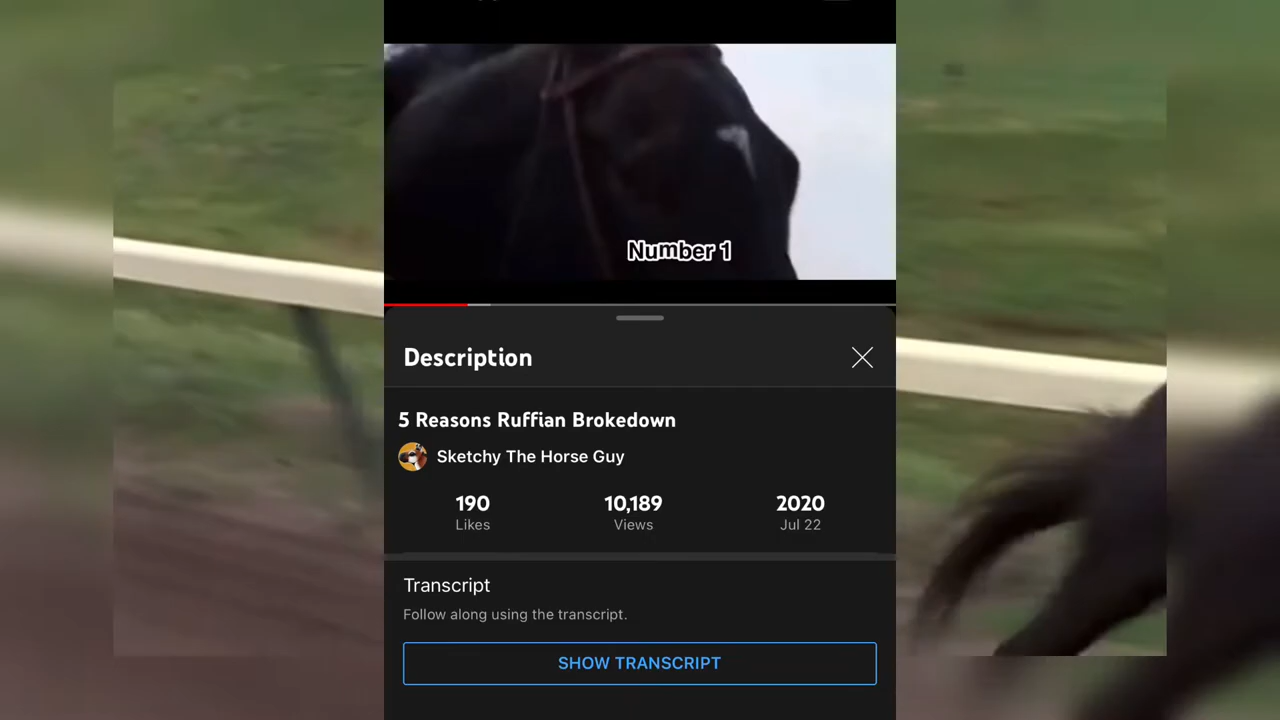 Number 1
Description
5 Reasons Ruffian Brokedown
Sketchy The Horse Guy
190
10,189
2020
Likes
Views
Jul 22
Transcript
Follow along using the transcript.
SHOW TRANSCRIPT